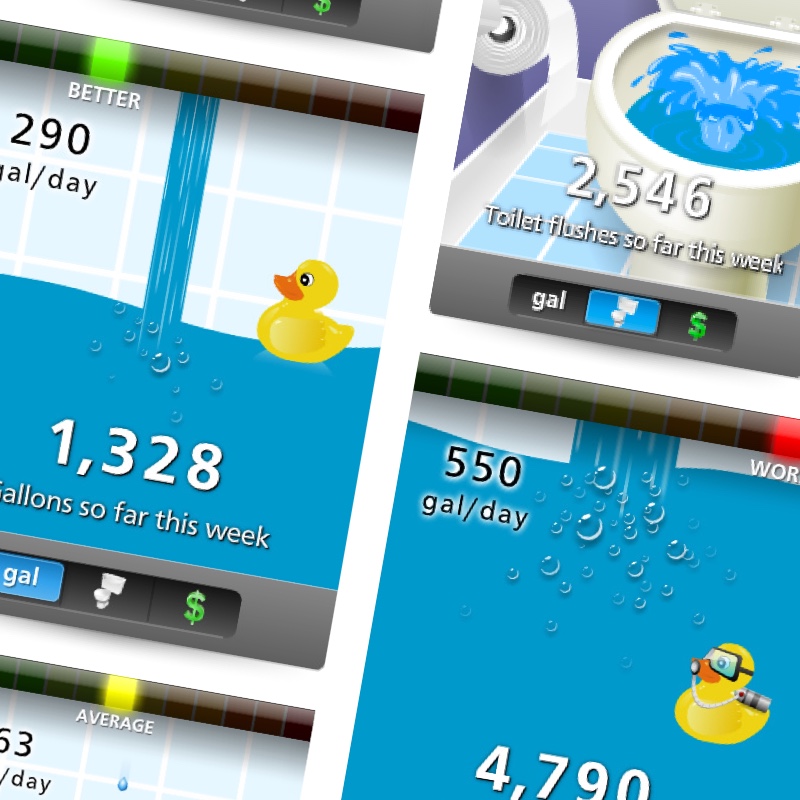 $
BETTER
290
gal/day
1,328
Gallons so far this week
gal
$
AVERAGE
63
/day
2,546
Toilet flushes so far this week
gal
$
WOR
550
gal/day
4,790